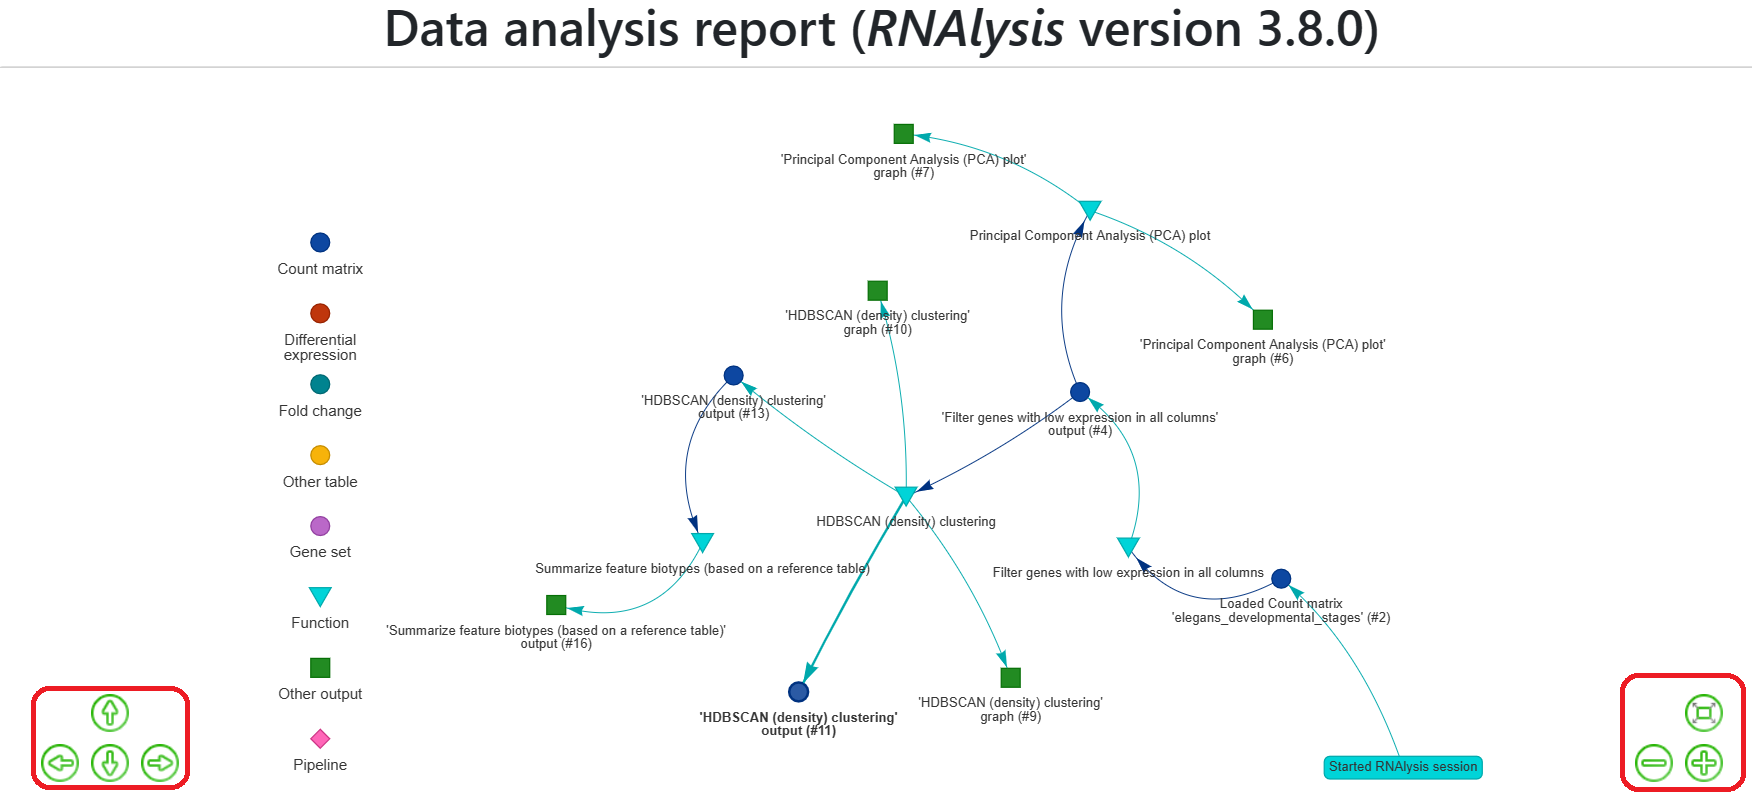 Data analysis report (RNAlysis version 3.8.0)
'Principal Component Analysis (PCA) plot'
graph (#7)
Principal Component Analysis (PCA) plot
Count matrix
'HDBSCAN (density) clustering'
graph (#10)
'Principal Component Analysis (PCA) plot'
graph (#6)
Differential
expression
Fold change
'HDBSCAN (density) clustering'
output (#13)
'Filter genes with low expression in all columns'
output (#4)
Other table
HDBSCAN (density) clustering
Gene set
Summarize feature biotypes (based on a reference table)
Filter genes with low expression in all columns
Loaded Count matrix
'elegans_developmental_stages' (#2)
Function
'Summarize feature biotypes (based on a reference table)'
output (#16)
Other output
'HDBSCAN (density) clustering'
output (#11)
'HDBSCAN (density) clustering'
graph (#9)
Pipeline
Started RNAlysis session